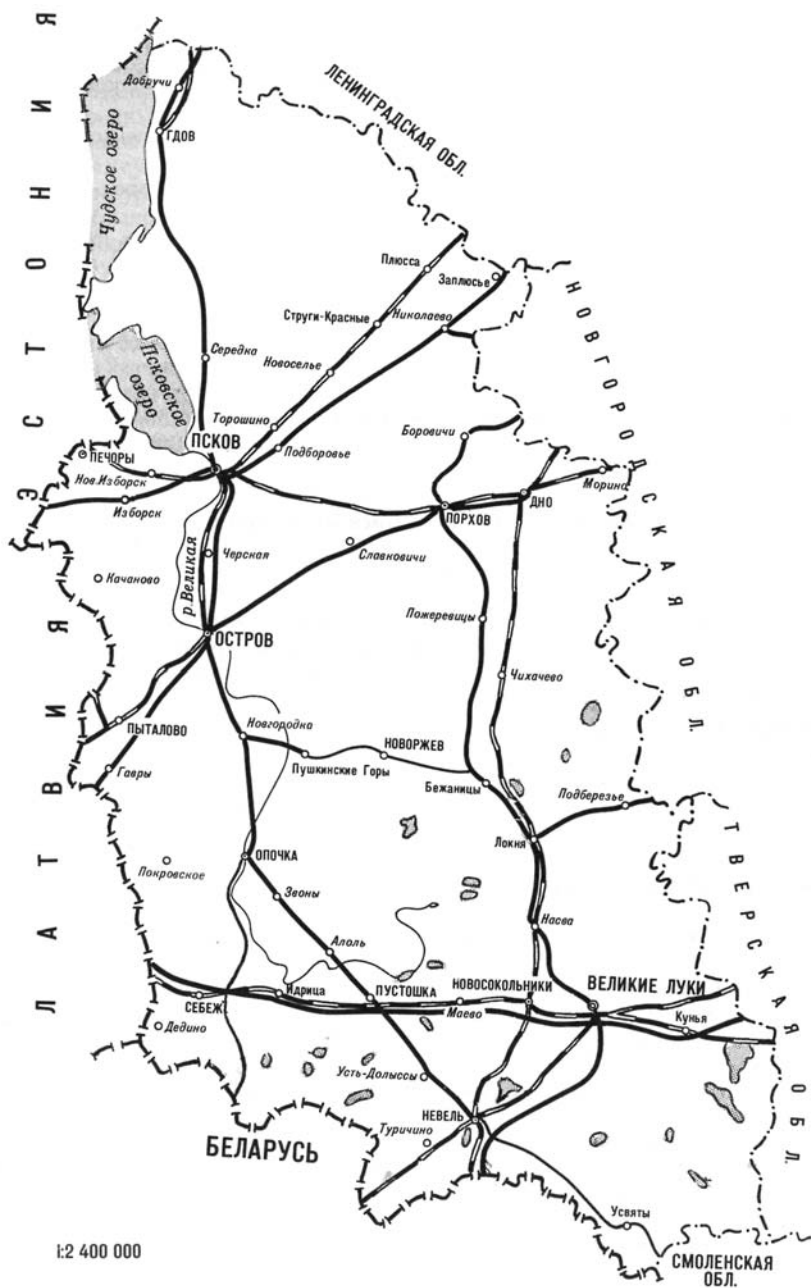 ЭСТОНИЯ
ЛЕНИНГРАДСКАЯ ОБЛ.
Добручи
ГДОВ
Чудское озеро
Плюсса
Заплюсье
НОВГОРОДСКАЯ ОБЛ.
Струги-Красные
Николаево
Середка
Новоселье
Псковское
озеро
Торошино
ПСКОВ
Подборовье
Боровичи
ПЕЧОРЫ
Нов.Изборск
Изборск
Морино
ДНО
ПОРХОВ
Славковичи
Черская
р.Великая
Качаново
Пожеревицы
ОСТРОВ
Чихачево
ЛАТВИЯ
ПЫТАЛОВО
Новгородка
НОВОРЖЕВ
Пушкинские Горы
Гавры
Бежаницы
Подберезье
ТВЕРСКАЯ ОБЛ.
Локня
ОПОЧКА
Покровское
Звоны
Насва
Алоль
Идрица
ПУСТОШКА
НОВОСОКОЛЬНИКИ
ВЕЛИКИЕ ЛУКИ
СЕБЕЖ
Маево
Кунья
Дедино
Усть-Долыссы
НЕВЕЛЬ
Туричино
БЕЛАРУСЬ
Усвяты
1:2 400 000
СМОЛЕНСКАЯ
ОБЛ.